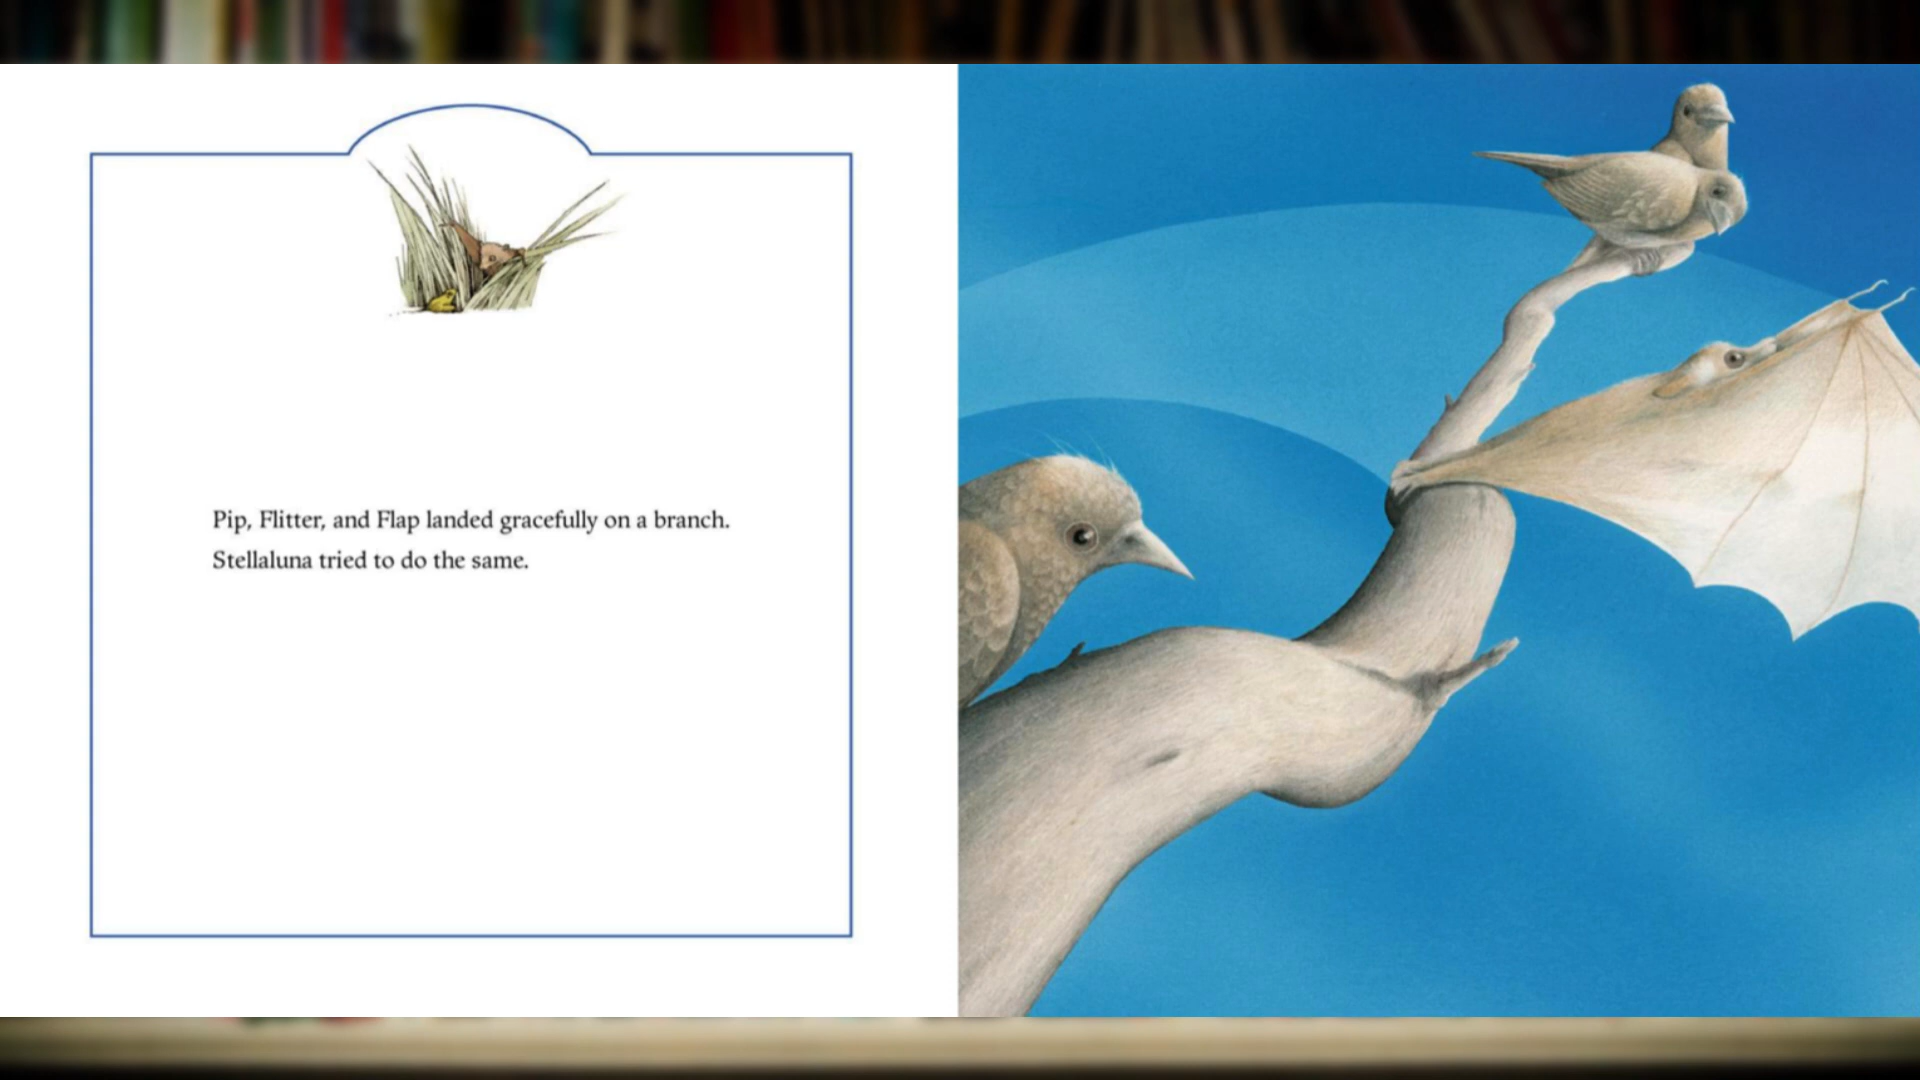 Pip, Flitter, and Flap landed gracefully on a branch.
Stellaluna tried to do the same.